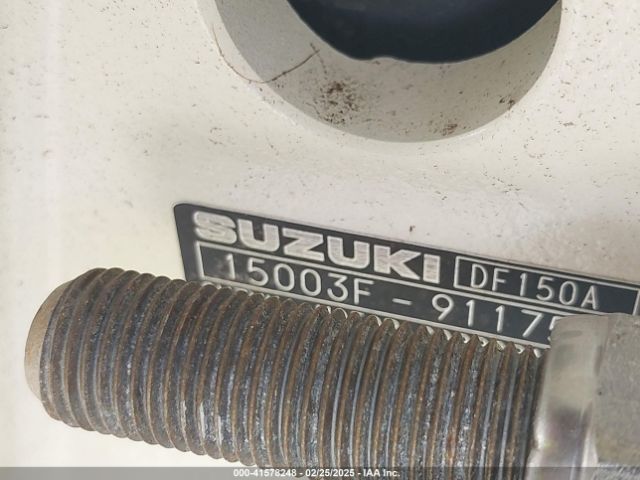 SUZUKI DF150A
15003F - 9117
000-41578248 - 02/25/2025 - IAA Inc.